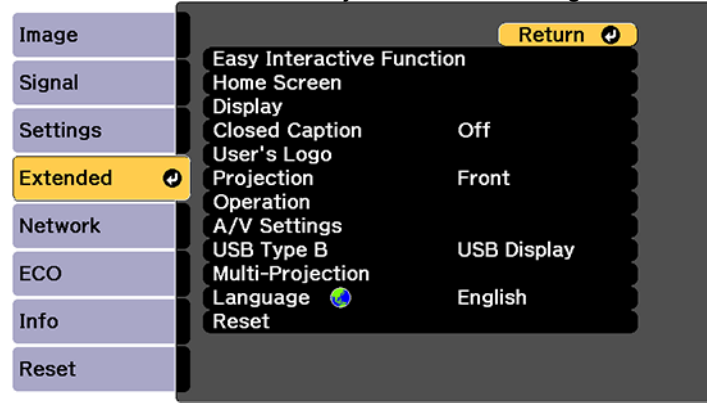 Image
Signal
Settings
Extended
Network
ECO
Info
Reset
Return
Easy Interactive Function
Home Screen
Display
Closed Caption Off
User's Logo
Projection Front
Operation
A/V Settings
USB Type B USB Display
Multi-Projection
Language English
Reset